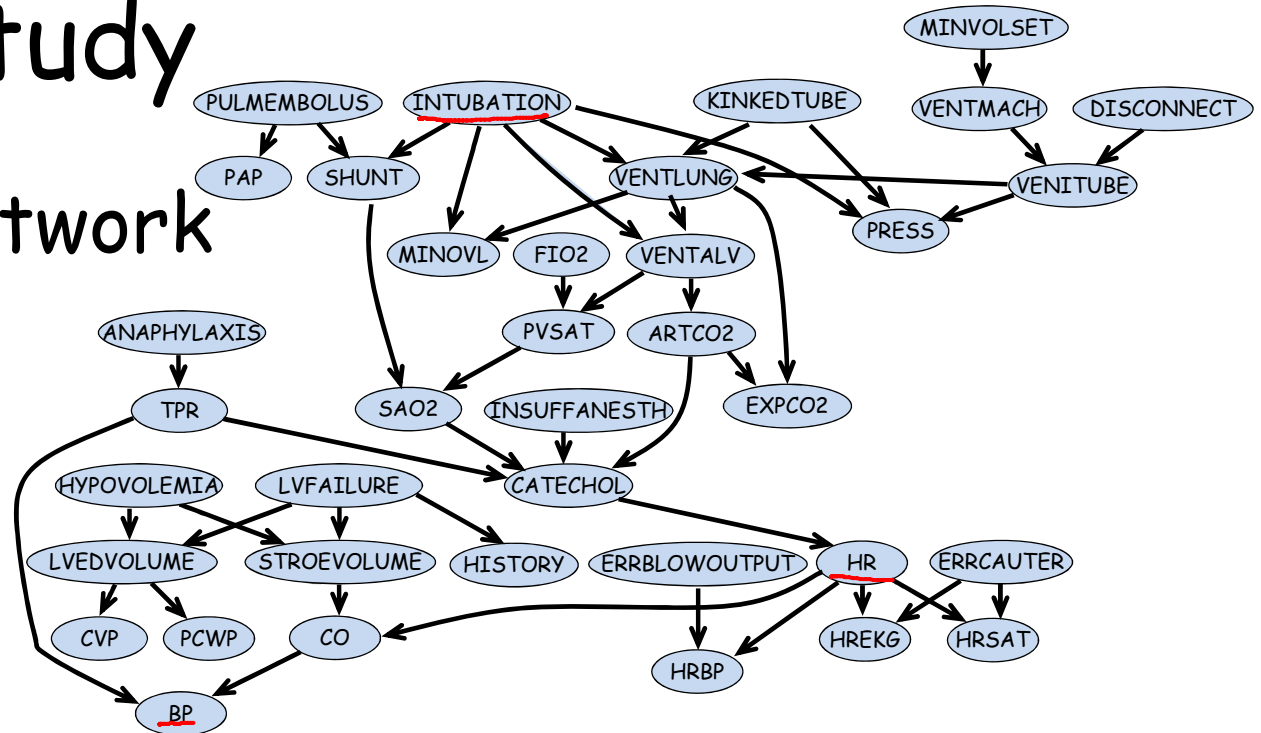 tudy
twork
MINVOLSET
PULMEMBOLUS INTUBATION KINKEDTUBE VENTMACH DISCONNECT
PAP SHUNT VENTLUNG VENITUBE
PRESS
MINOVL FIO2 VENTALV
ANAPHYLAXIS PVSAT ARTCO2
TPR SAO2 INSUFFANESTH EXPCO2
HYPOVOLEMIA LVFAILURE CATECHOL
LVEDVOLUME STROEVOLUME HISTORY ERRBLOWOUTPUT HR ERRCAUTER
CVP PCWP CO HREKG HRSAT
HRBP
BP